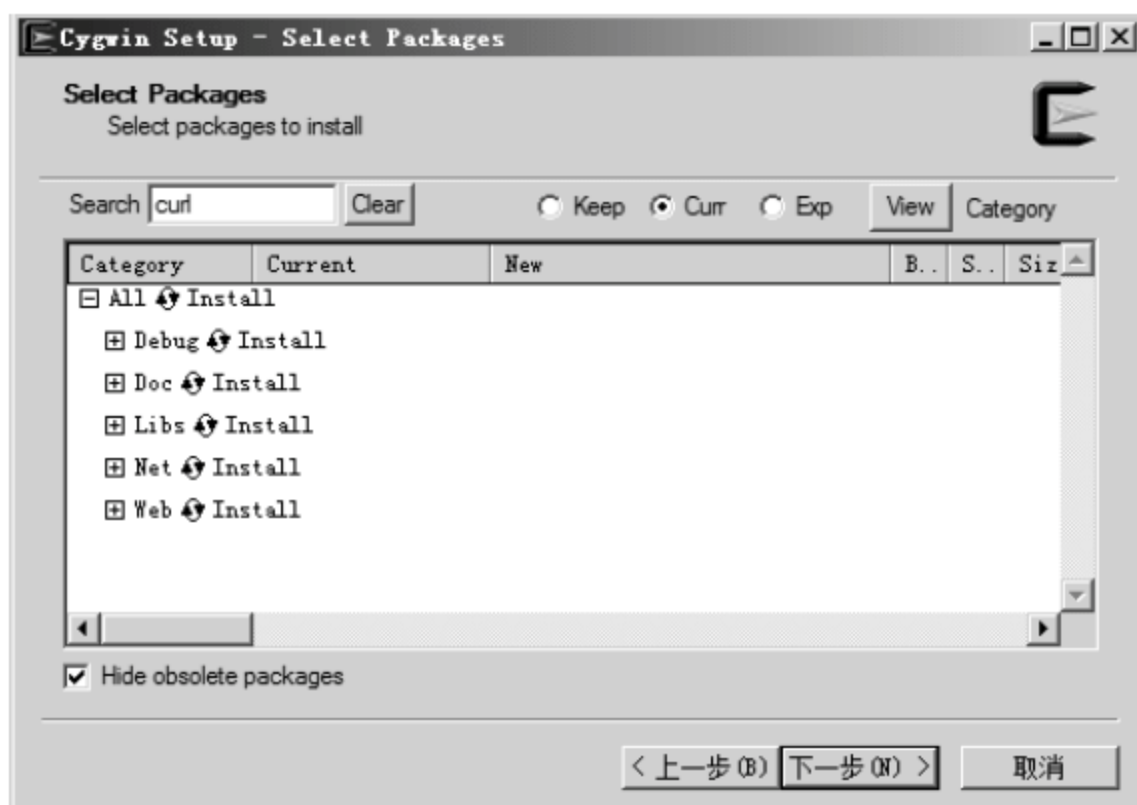 Cygwin Setup - Select Packages
Select Packages
Select packages to install
Search curl Clear Keep Curr Exp View Category
Category Current New B.. S.. Siz
All Install
Debug Install
Doc Install
Libs Install
Net Install
Web Install
Hide obsolete packages
< 上一步(B) 下一步(N) > 取消